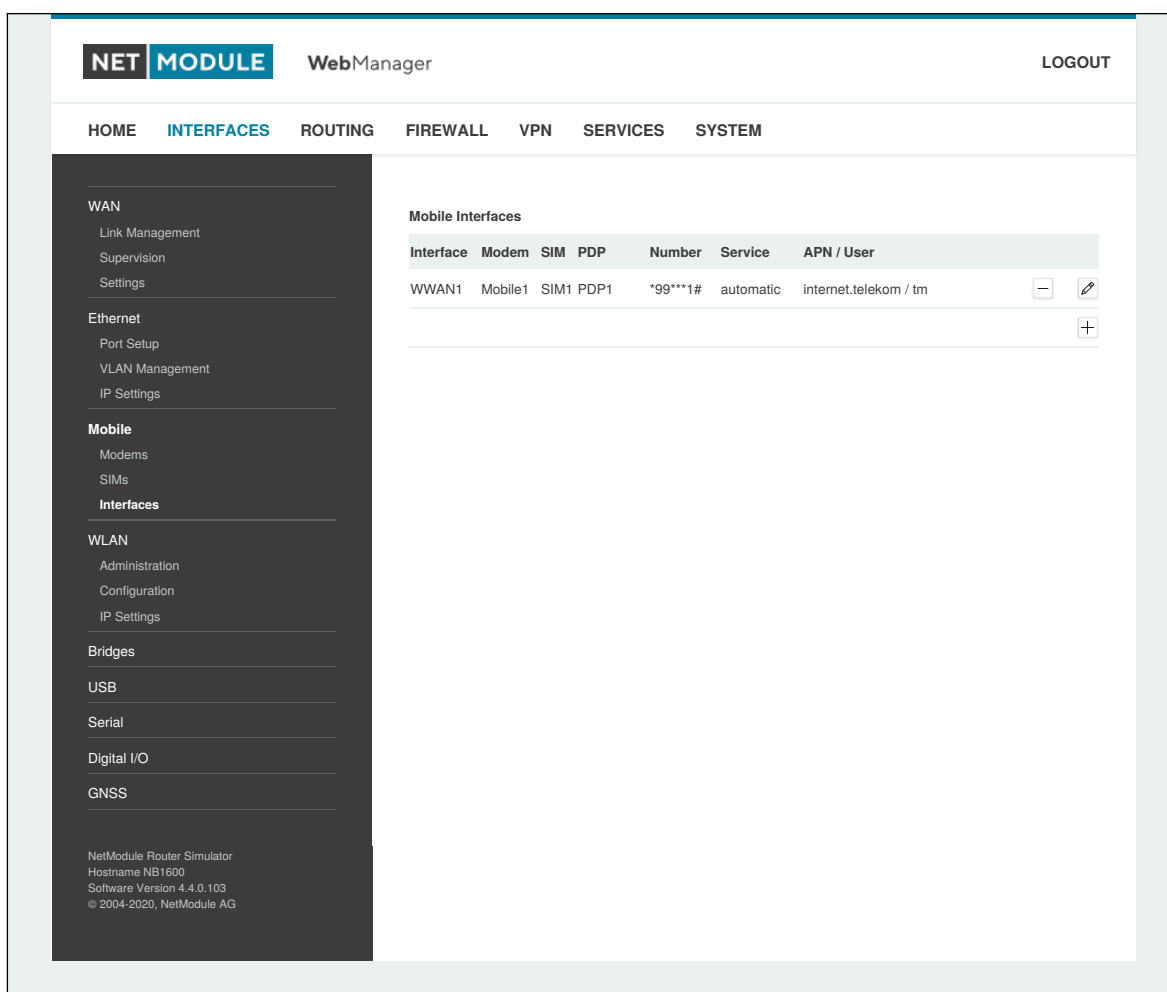 NET MODULE WebManager LOGOUT
HOME INTERFACES ROUTING FIREWALL VPN SERVICES SYSTEM
WAN
Link Management
Supervision
Settings
Ethernet
Port Setup
VLAN Management
IP Settings
Mobile
Modems
SIMs
Interfaces
WLAN
Administration
Configuration
IP Settings
Bridges
USB
Serial
Digital I/O
GNSS
NetModule Router Simulator
Hostname NB1600
Software Version 4.4.0.103
© 2004-2020, NetModule AG
Mobile Interfaces
Interface Modem SIM PDP Number Service APN / User
WWAN1 Mobile1 SIM1 PDP1 *99***1# automatic internet.telekom / tm